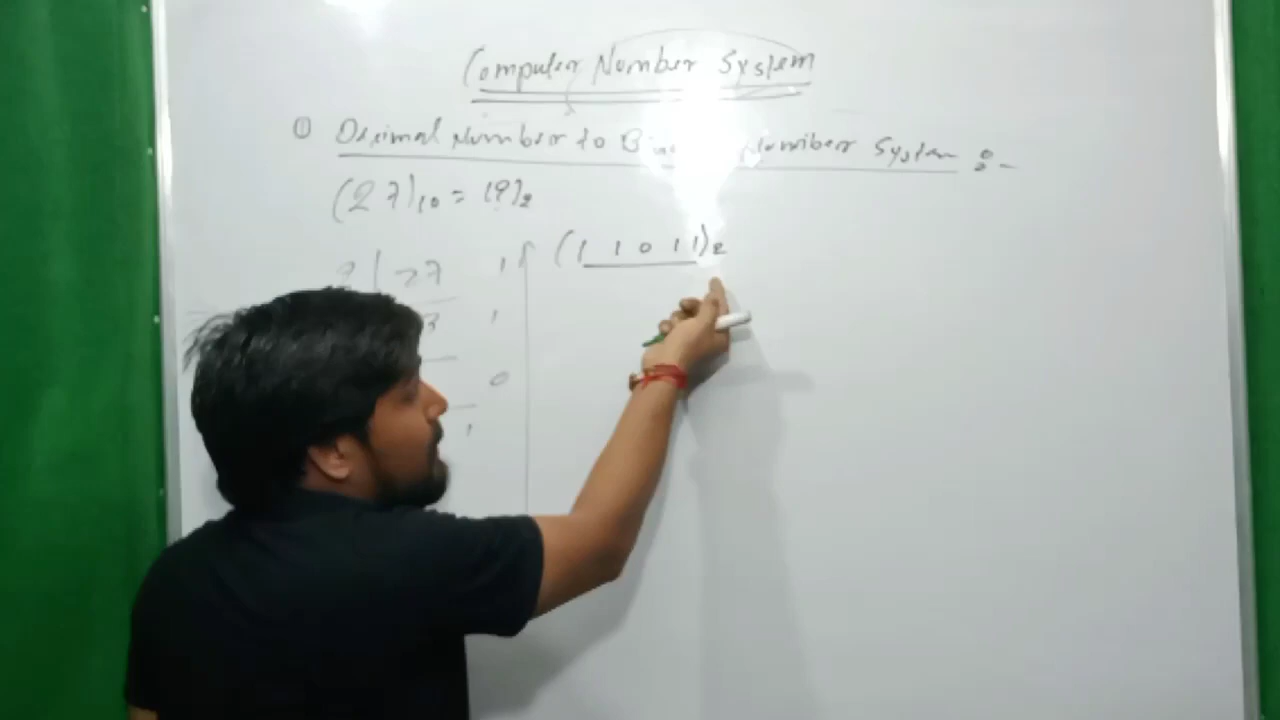 Computer Number System
① Decimal Number to Number System :-
(27)10 = (?)2
2 27 1
(1 1 0 1 1)2
3 1
0
1